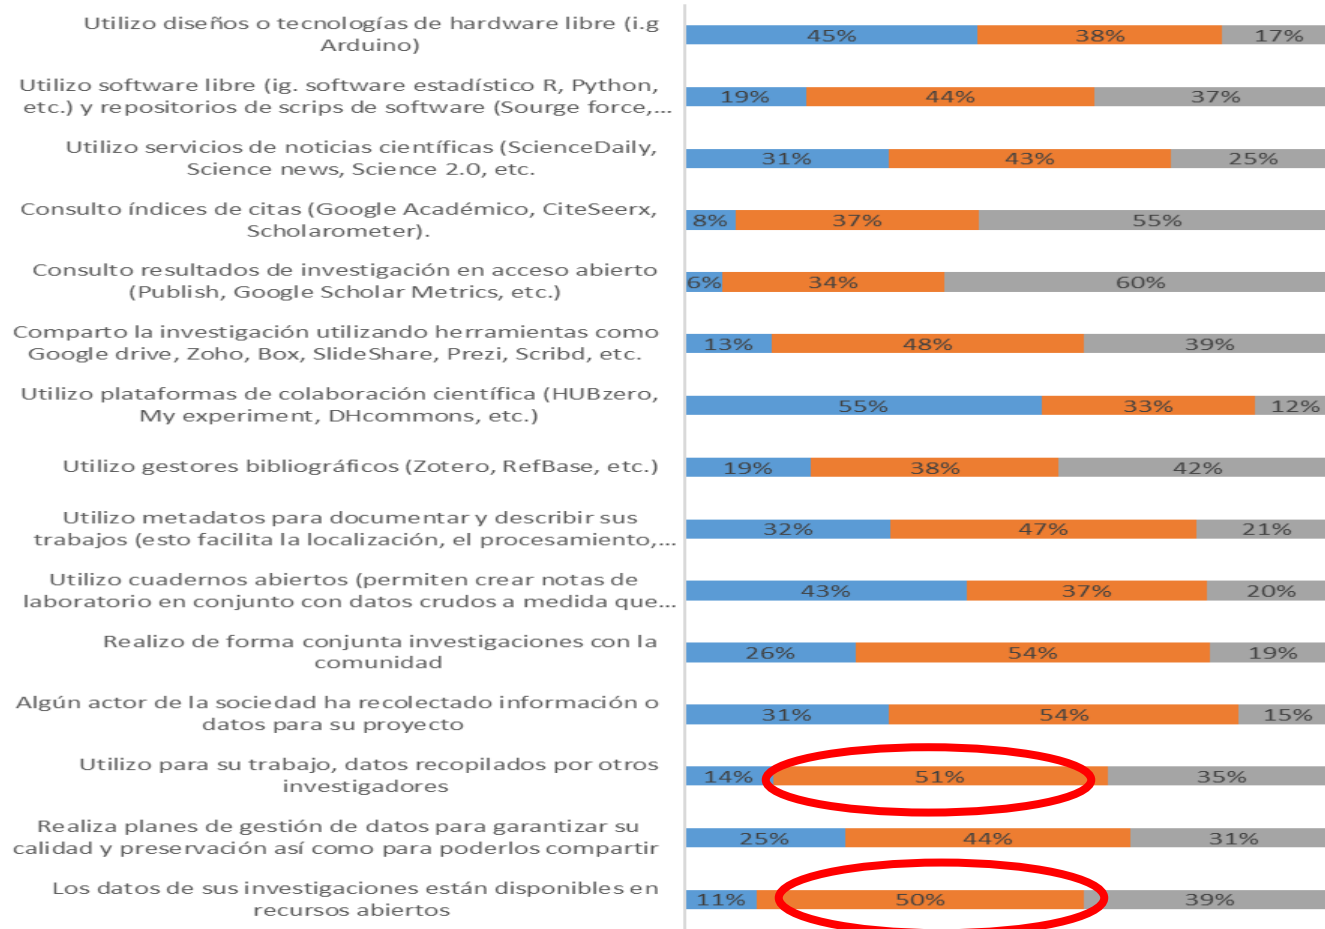 Utilizo diseños o tecnologías de hardware libre (i.g
Arduino)
45% 38% 17%
Utilizo software libre (ig. software estadístico R, Python,
etc.) y repositorios de scrips de software (Sourge force,...
19% 44% 37%
Utilizo servicios de noticias científicas (ScienceDaily,
Science news, Science 2.0, etc.
31% 43% 25%
Consulto índices de citas (Google Académico, CiteSeerx,
Scholarometer).
8% 37% 55%
Consulto resultados de investigación en acceso abierto
(Publish, Google Scholar Metrics, etc.)
6% 34% 60%
Comparto la investigación utilizando herramientas como
Google drive, Zoho, Box, SlideShare, Prezi, Scribd, etc.
13% 48% 39%
Utilizo plataformas de colaboración científica (HUBzero,
My experiment, DHcommons, etc.)
55% 33% 12%
Utilizo gestores bibliográficos (Zotero, RefBase, etc.)
19% 38% 42%
Utilizo metadatos para documentar y describir sus
trabajos (esto facilita la localización, el procesamiento,...
32% 47% 21%
Utilizo cuadernos abiertos (permiten crear notas de
laboratorio en conjunto con datos crudos a medida que...
43% 37% 20%
Realizo de forma conjunta investigaciones con la
comunidad
26% 54% 19%
Algún actor de la sociedad ha recolectado información o
datos para su proyecto
31% 54% 15%
Utilizo para su trabajo, datos recopilados por otros
investigadores
14% 51% 35%
Realiza planes de gestión de datos para garantizar su
calidad y preservación así como para poderlos compartir
25% 44% 31%
Los datos de sus investigaciones están disponibles en
recursos abiertos
11% 50% 39%